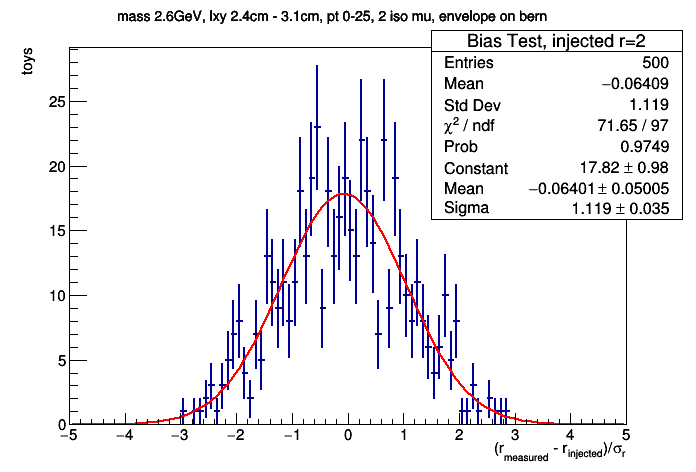 mass 2.6GeV, lxy 2.4cm - 3.1cm, pt 0-25, 2 iso mu, envelope on bern
Bias Test, injected r=2
Entries 500
Mean −0.06409
Std Dev 1.119
χ² / ndf 71.65 / 97
Prob 0.9749
Constant 17.82 ± 0.98
Mean −0.06401 ± 0.05005
Sigma 1.119 ± 0.035
toys
25
20
15
10
5
0
−5 −4 −3 −2 −1 0 1 2 3 4 5
(r_measured - r_injected)/σ_r